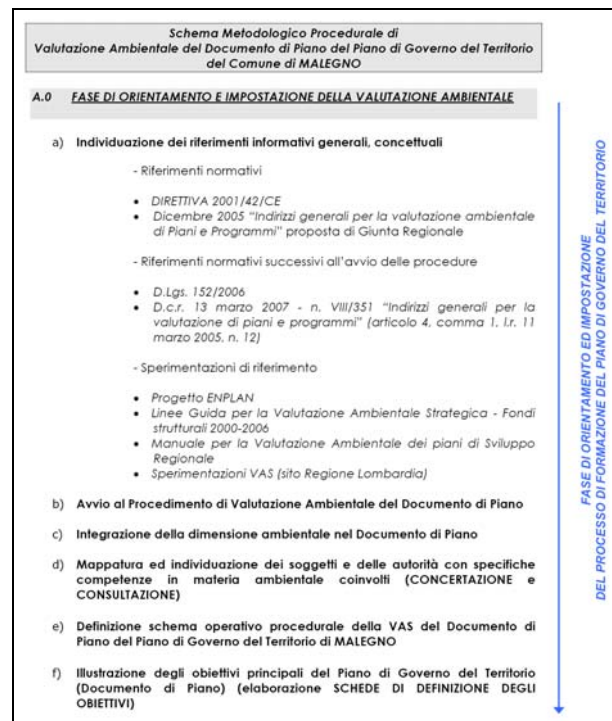 Schema Metodologico Procedurale di
Valutazione Ambientale del Documento di Piano del Piano di Governo del Territorio
del Comune di MALEGNO
A.0 FASE DI ORIENTAMENTO E IMPOSTAZIONE DELLA VALUTAZIONE AMBIENTALE
a) Individuazione dei riferimenti informativi generali, concettuali
- Riferimenti normativi
• DIRETTIVA 2001/42/CE
• Dicembre 2005 "Indirizzi generali per la valutazione ambientale
di Piani e Programmi" proposta di Giunta Regionale
- Riferimenti normativi successivi all'avvio delle procedure
• D.Lgs. 152/2006
• D.c.r. 13 marzo 2007 - n. VIII/351 "Indirizzi generali per la
valutazione di piani e programmi" (articolo 4, comma 1, l.r. 11
marzo 2005, n. 12)
- Sperimentazioni di riferimento
• Progetto ENPLAN
• Linee Guida per la Valutazione Ambientale Strategica - Fondi
strutturali 2000-2006
• Manuale per la Valutazione Ambientale dei piani di Sviluppo
Regionale
• Sperimentazioni VAS (sito Regione Lombardia)
b) Avvio al Procedimento di Valutazione Ambientale del Documento di Piano
c) Integrazione della dimensione ambientale nel Documento di Piano
d) Mappatura ed individuazione dei soggetti e delle autorità con specifiche
competenze in materia ambientale coinvolti (CONCERTAZIONE e
CONSULTAZIONE)
e) Definizione schema operativo procedurale della VAS del Documento di
Piano del Piano di Governo del Territorio di MALEGNO
f) Illustrazione degli obiettivi principali del Piano di Governo del Territorio
(Documento di Piano) (elaborazione SCHEDE DI DEFINIZIONE DEGLI
OBIETTIVI)
FASE DI ORIENTAMENTO ED IMPOSTAZIONE
DEL PROCESSO DI FORMAZIONE DEL PIANO DI GOVERNO DEL TERRITORIO